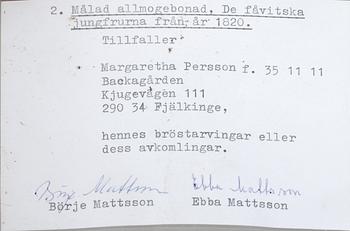 2. Målad allmogebonad, De fåvitska
jungfrurna från år 1820.
Tillfaller
Margaretha Persson f. 35 11 11
Backagården
Kjugevägen 111
290 34 Fjälkinge,
hennes bröstarvingar eller
dess avkomlingar.
Börje Mattsson Ebba Mattsson
Börje Mattsson Ebba Mattsson